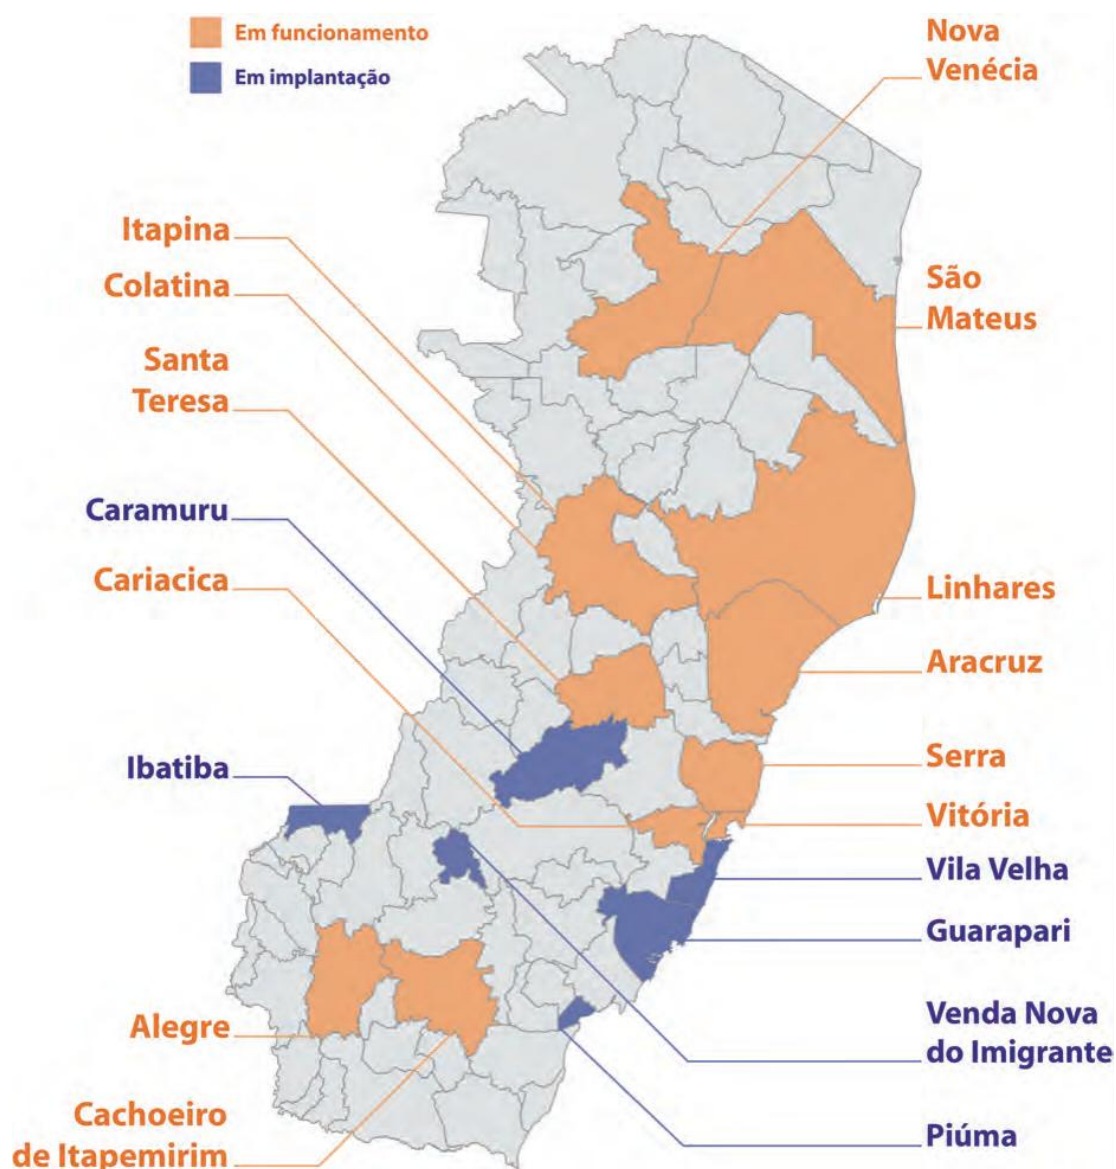 Em funcionamento
Em implantação
Nova
Venécia
Itapina
Colatina
São
Mateus
Santa
Teresa
Caramuru
Cariacica
Linhares
Aracruz
Ibatiba
Serra
Vitória
Vila Velha
Guarapari
Alegre
Venda Nova
do Imigrante
Cachoeiro
de Itapemirim
Piúma